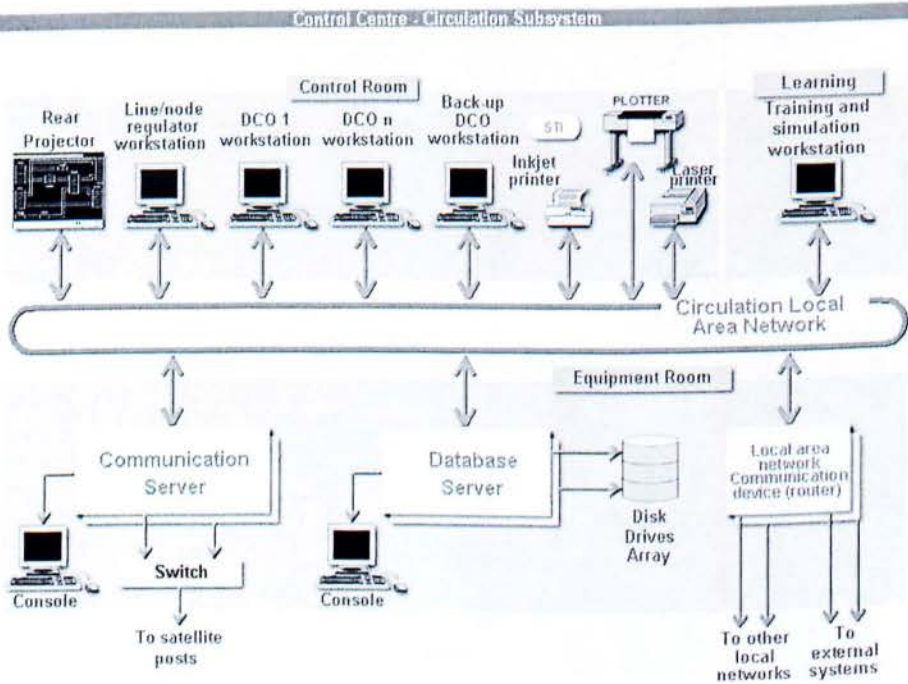 Control Centre - Circulation Subsystem
Control Room
Learning
Rear
Projector
Line/node
regulator
workstation
DCO 1
workstation
DCO n
workstation
Back-up
DCO
workstation
STI
Inkjet
printer
PLOTTER
Laser
printer
Training and
simulation
workstation
Circulation Local
Area Network
Equipment Room
Communication
Server
Console
Switch
To satellite
posts
Database
Server
Console
Disk
Drives
Array
Local area
network
Communication
device (router)
To other
local
networks
To
external
systems